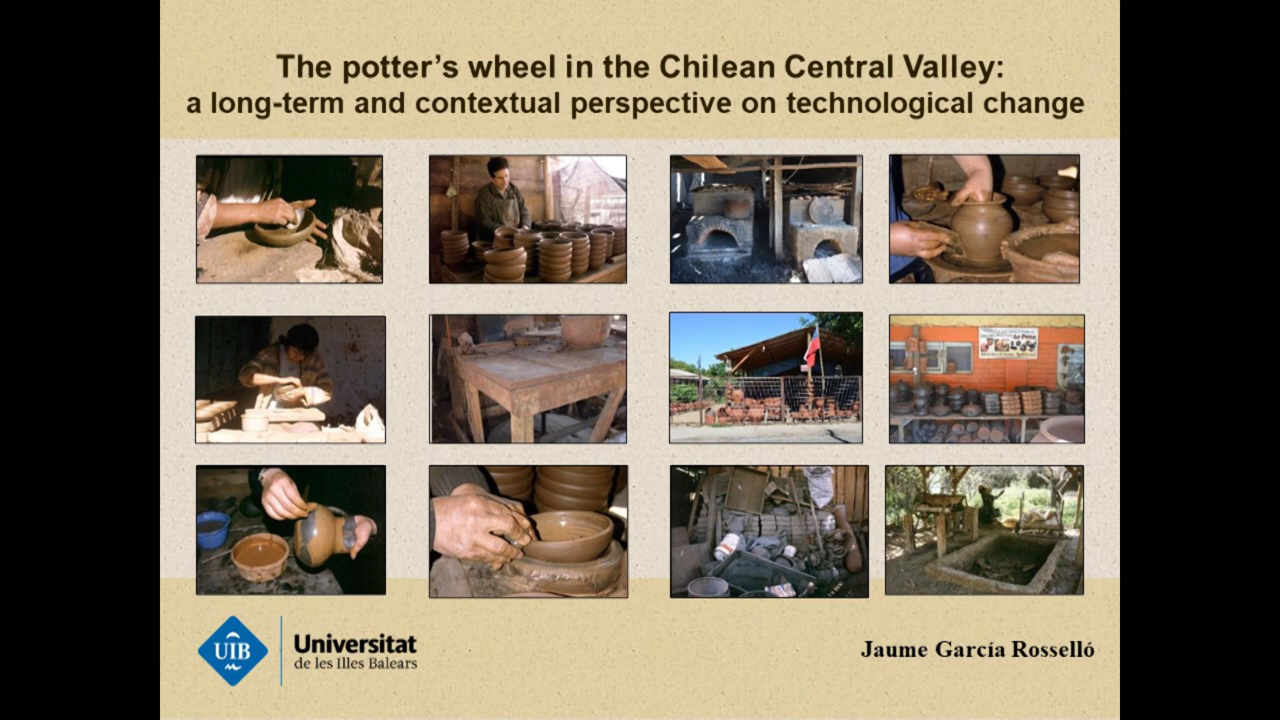 The potter’s wheel in the Chilean Central Valley:
a long-term and contextual perspective on technological change
UIB
Universitat
de les Illes Balears
Jaume García Rosselló